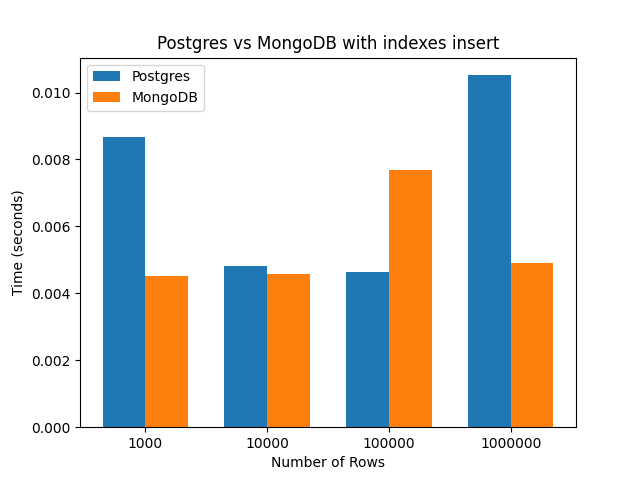 Postgres vs MongoDB with indexes insert
Postgres
MongoDB
0.010
0.008
0.006
0.004
0.002
0.000
Time (seconds)
1000
10000
100000
1000000
Number of Rows